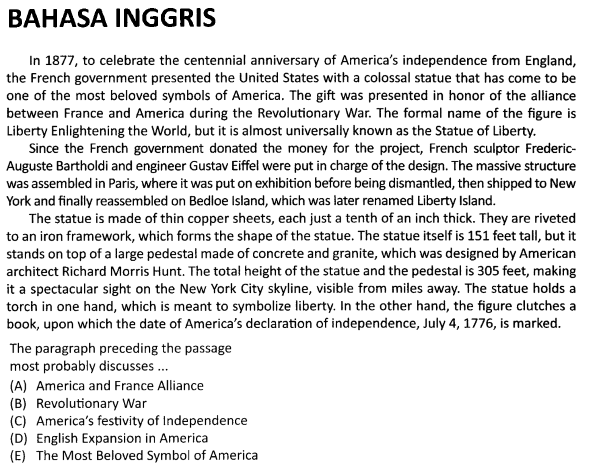 BAHASA INGGRIS
In 1877, to celebrate the centennial anniversary of America's independence from England,
the French government presented the United States with a colossal statue that has come to be
one of the most beloved symbols of America. The gift was presented in honor of the alliance
between France and America during the Revolutionary War. The formal name of the figure is
Liberty Enlightening the World, but it is almost universally known as the Statue of Liberty.
Since the French government donated the money for the project, French sculptor Frederic-
Auguste Bartholdi and engineer Gustav Eiffel were put in charge of the design. The massive structure
was assembled in Paris, where it was put on exhibition before being dismantled, then shipped to New
York and finally reassembled on Bedloe Island, which was later renamed Liberty Island.
The statue is made of thin copper sheets, each just a tenth of an inch thick. They are riveted
to an iron framework, which forms the shape of the statue. The statue itself is 151 feet tall, but it
stands on top of a large pedestal made of concrete and granite, which was designed by American
architect Richard Morris Hunt. The total height of the statue and the pedestal is 305 feet, making
it a spectacular sight on the New York City skyline, visible from miles away. The statue holds a
torch in one hand, which is meant to symbolize liberty. In the other hand, the figure clutches a
book, upon which the date of America's declaration of independence, July 4, 1776, is marked.
The paragraph preceding the passage
most probably discusses ...
(A) America and France Alliance
(B) Revolutionary War
(C) America's festivity of Independence
(D) English Expansion in America
(E) The Most Beloved Symbol of America